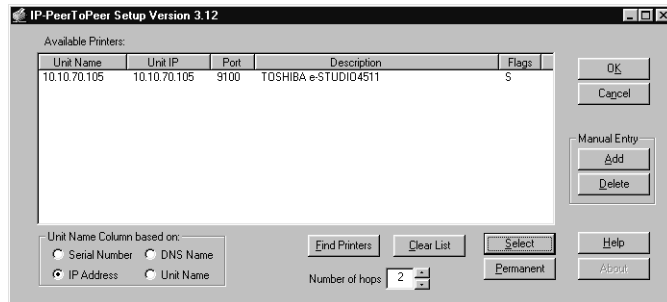 IP-PeerToPeer Setup Version 3.12
Available Printers:
Unit Name Unit IP Port Description Flags
10.10.70.105 10.10.70.105 9100 TOSHIBA e-STUDIO4511 S
OK
Cancel
Manual Entry
Add
Delete
Unit Name Column based on:
Serial Number DNS Name
IP Address Unit Name
Find Printers Clear List Select Help
Number of hops 2 Permanent About